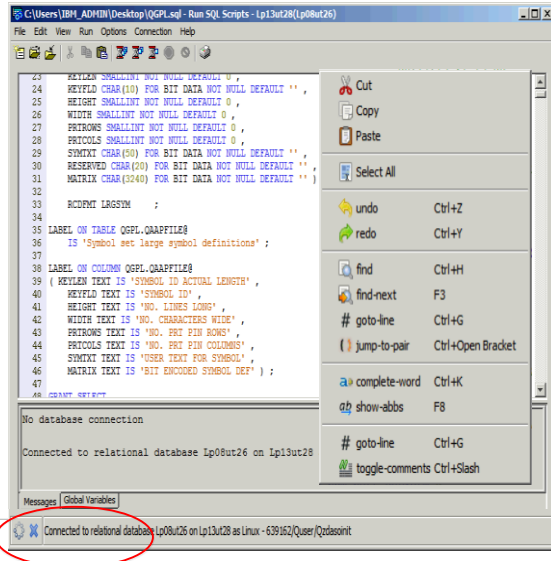 C:\Users\IBM_ADMIN\Desktop\QGPL.sql - Run SQL Scripts - Lp13ut28(Lp08ut26)
File Edit View Run Options Connection Help
23 KEYLEN SMALLINT NOT NULL DEFAULT 0 ,
24 KEYFLD CHAR(10) FOR BIT DATA NOT NULL DEFAULT '' ,
25 HEIGHT SMALLINT NOT NULL DEFAULT 0 ,
26 WIDTH SMALLINT NOT NULL DEFAULT 0 ,
27 PRTROWS SMALLINT NOT NULL DEFAULT 0 ,
28 PRTCOLS SMALLINT NOT NULL DEFAULT 0 ,
29 SYMTXT CHAR(50) FOR BIT DATA NOT NULL DEFAULT '' ,
30 RESERVED CHAR(20) FOR BIT DATA NOT NULL DEFAULT '' ,
31 MATRIX CHAR(3240) FOR BIT DATA NOT NULL DEFAULT '' )
32
33 RCDFMT LRGSYM ;
34
35 LABEL ON TABLE QGPL.QAAPFILE@
36 IS 'Symbol set large symbol definitions' ;
37
38 LABEL ON COLUMN QGPL.QAAPFILE@
39 ( KEYLEN TEXT IS 'SYMBOL ID ACTUAL LENGTH' ,
40 KEYFLD TEXT IS 'SYMBOL ID' ,
41 HEIGHT TEXT IS 'NO. LINES LONG' ,
42 WIDTH TEXT IS 'NO. CHARACTERS WIDE' ,
43 PRTROWS TEXT IS 'NO. PRT PIN ROWS' ,
44 PRTCOLS TEXT IS 'NO. PRT PIN COLUMNS' ,
45 SYMTXT TEXT IS 'USER TEXT FOR SYMBOL' ,
46 MATRIX TEXT IS 'BIT ENCODED SYMBOL DEF' ) ;
47
48 GRANT SELECT
Cut
Copy
Paste
Select All
undo Ctrl+Z
redo Ctrl+Y
find Ctrl+H
find-next F3
# goto-line Ctrl+G
jump-to-pair Ctrl+Open Bracket
complete-word Ctrl+K
show-abbs F8
# goto-line Ctrl+G
toggle-comments Ctrl+Slash
No database connection
Connected to relational database Lp08ut26 on Lp13ut28
Messages Global Variables
Connected to relational database Lp08ut26 on Lp13ut28 as Linux - 639162/Quser/Qzdasoinit